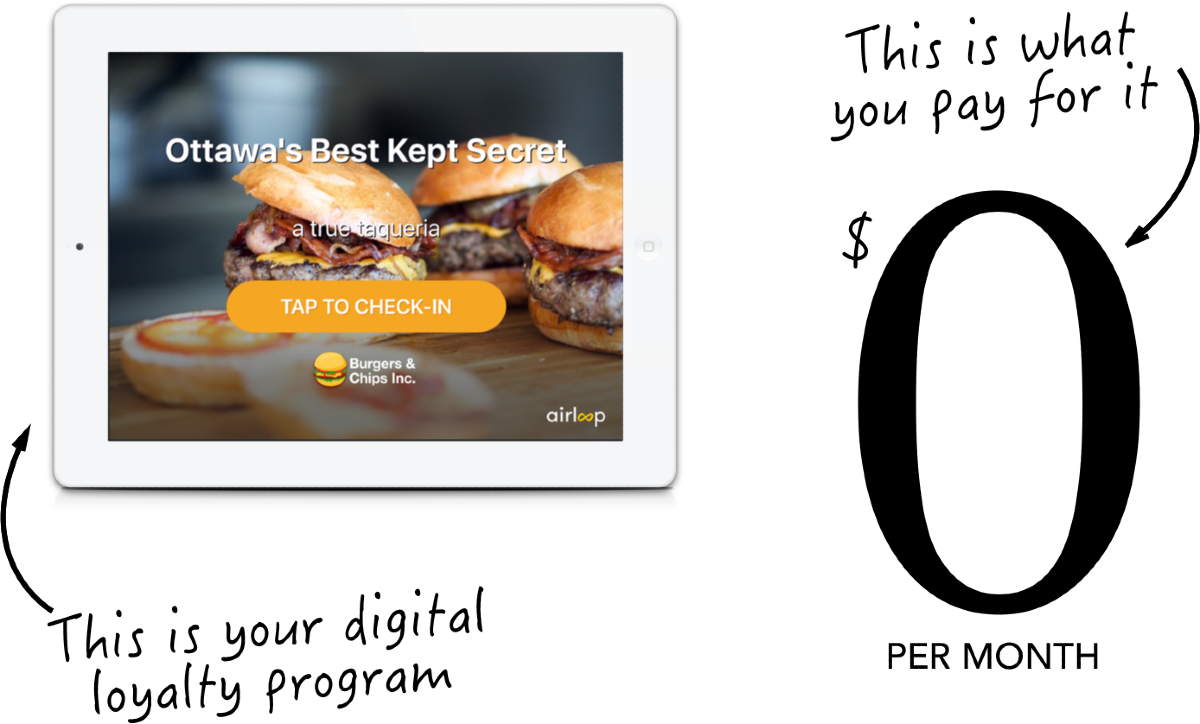 Ottawa's Best Kept Secret
a true taqueria
TAP TO CHECK-IN
Burgers &
Chips Inc.
airloop
This is your digital
loyalty program
This is what
you pay for it
$
0
PER MONTH